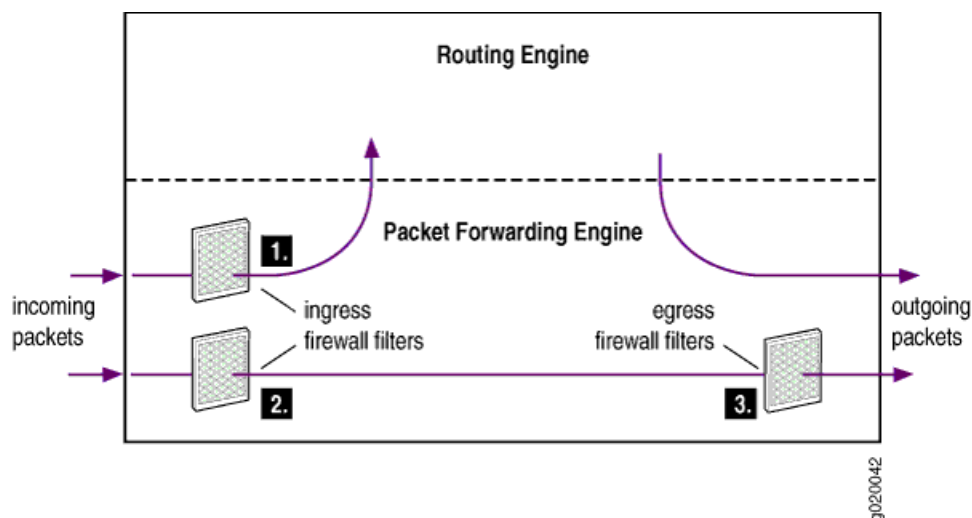 Routing Engine
Packet Forwarding Engine
1.
incoming
packets
ingress
firewall filters
egress
firewall filters
outgoing
packets
2.
3.
g020042